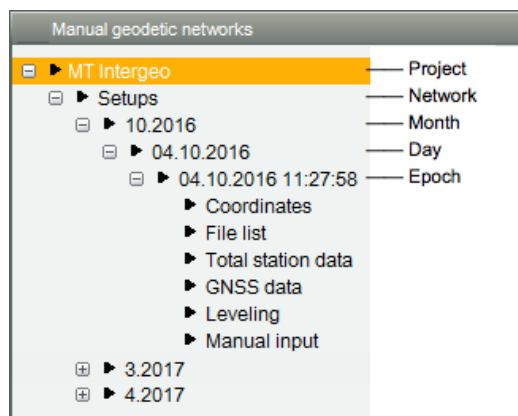 Manual geodetic networks
MT Intergeo Project
Setups Network
10.2016 Month
04.10.2016 Day
04.10.2016 11:27:58 Epoch
Coordinates
File list
Total station data
GNSS data
Leveling
Manual input
3.2017
4.2017